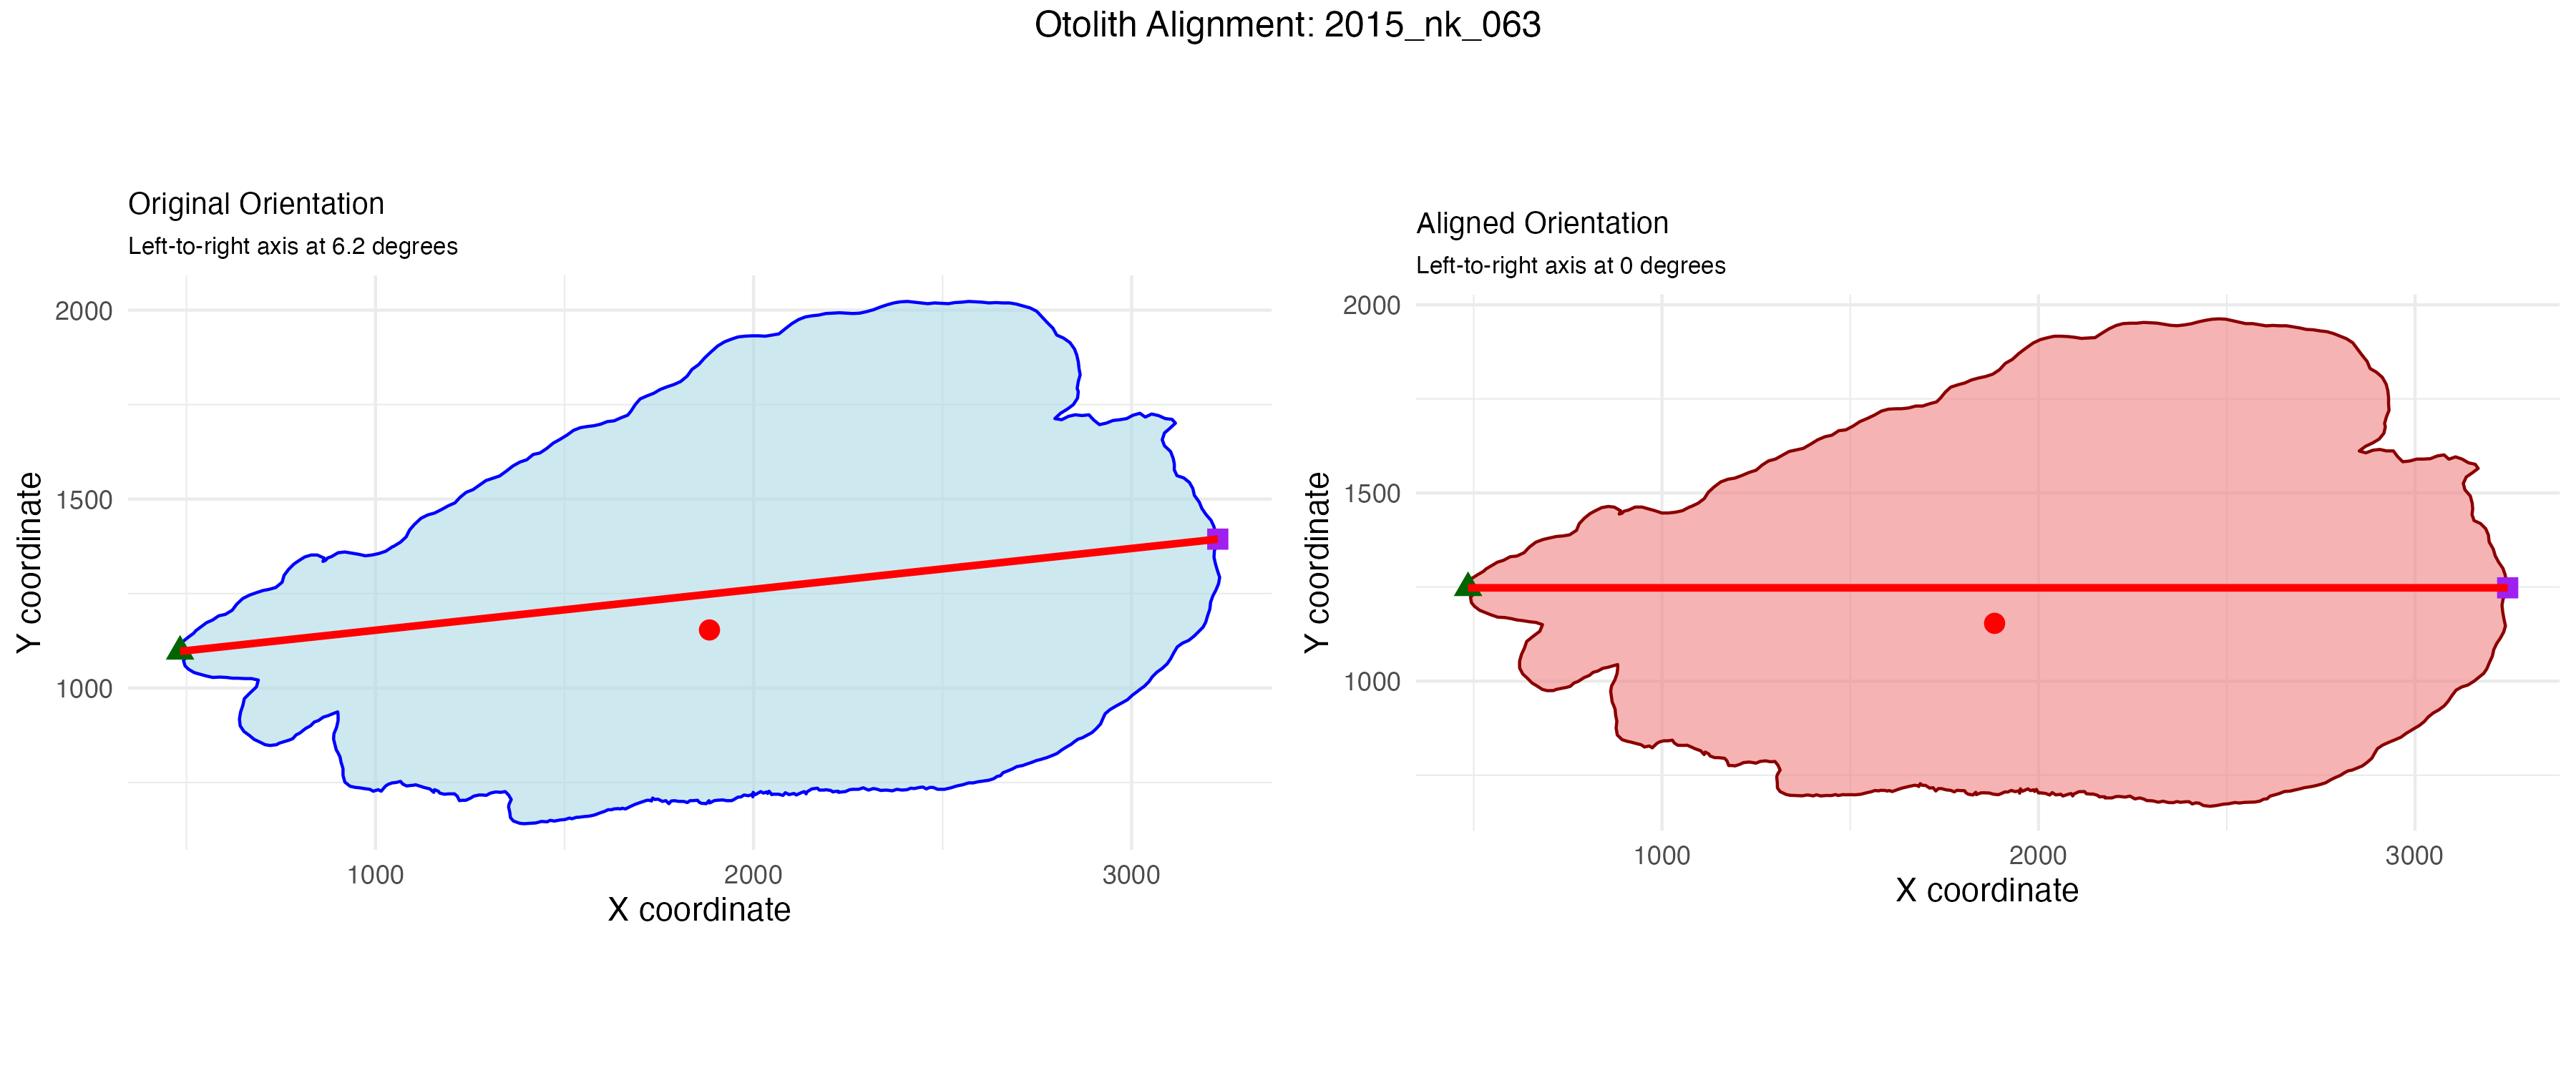 Otolith Alignment: 2015_nk_063
Original Orientation
Left-to-right axis at 6.2 degrees
2000
1500
1000
Y coordinate
1000
2000
3000
X coordinate
Aligned Orientation
Left-to-right axis at 0 degrees
2000
1500
1000
Y coordinate
1000
2000
3000
X coordinate